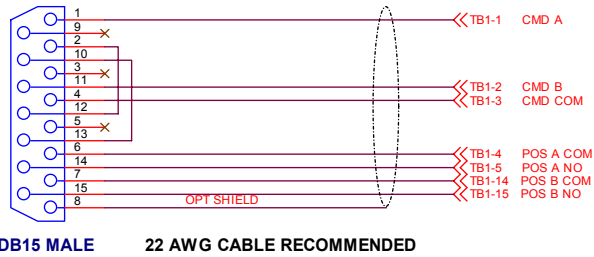 1 TB1-1 CMD A
9
2
10
3
11 TB1-2 CMD B
4 TB1-3 CMD COM
12
5
13
6 TB1-4 POS A COM
14 TB1-5 POS A NO
7 TB1-14 POS B COM
15 TB1-15 POS B NO
8 OPT SHIELD
DB15 MALE 22 AWG CABLE RECOMMENDED